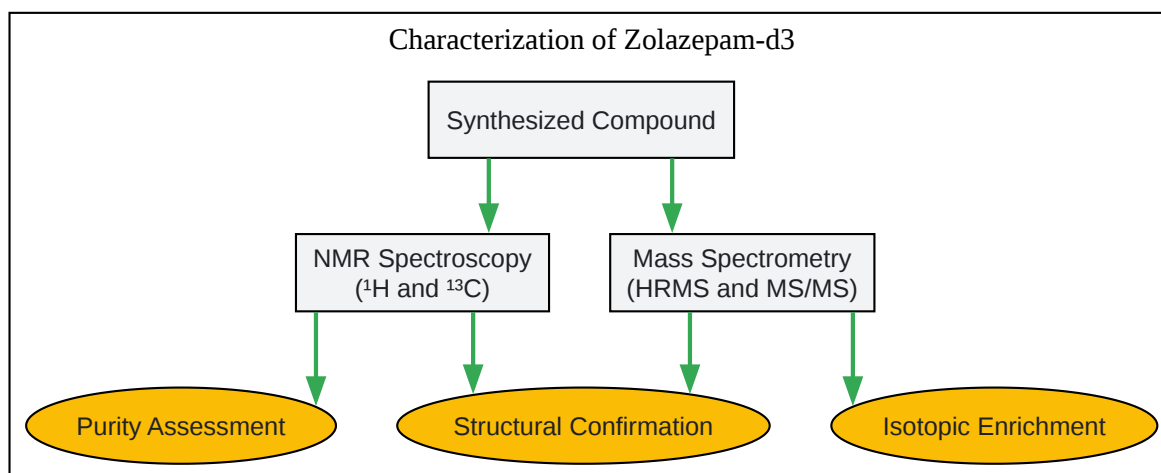 Characterization of Zolazepam-d3
Synthesized Compound
NMR Spectroscopy
(¹H and ¹³C)
Mass Spectrometry
(HRMS and MS/MS)
Purity Assessment
Structural Confirmation
Isotopic Enrichment